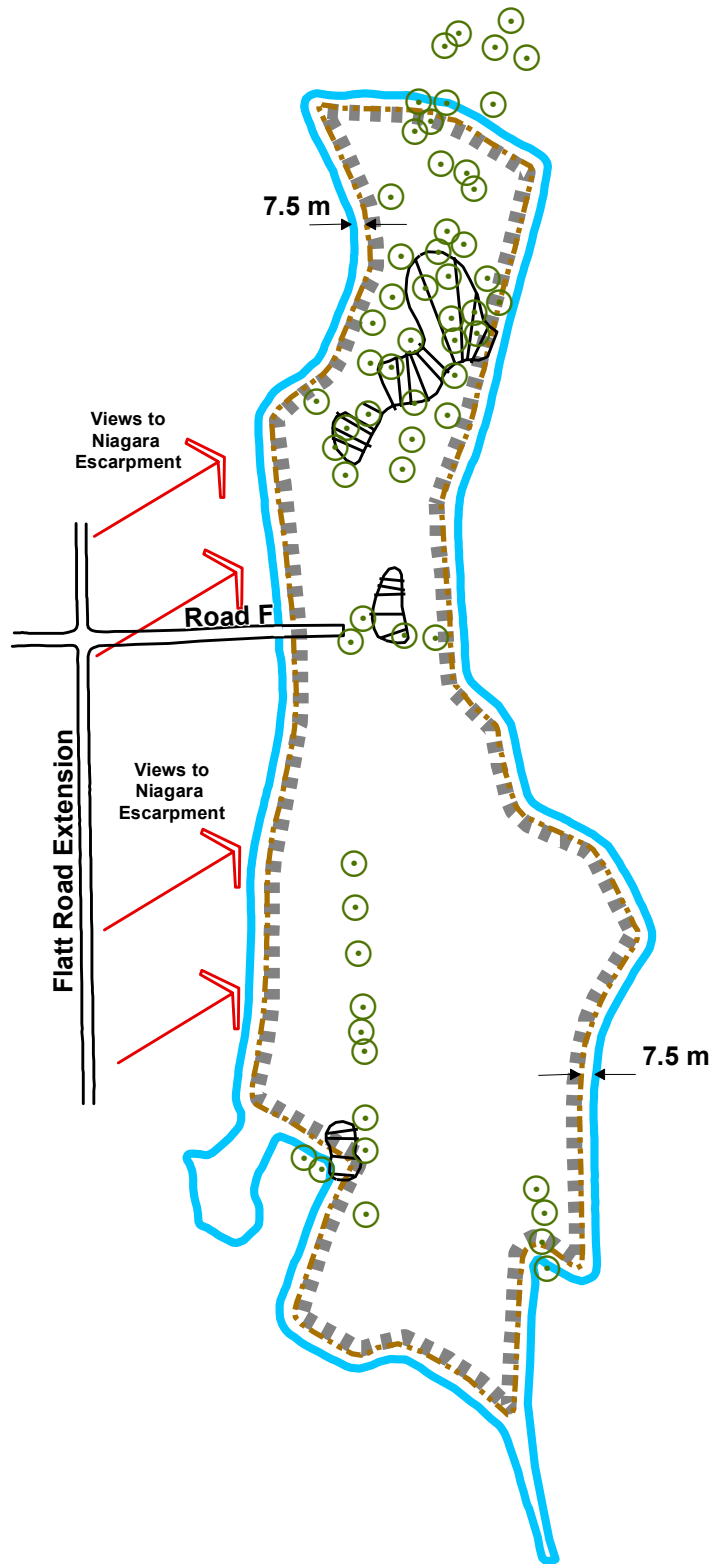 7.5 m
Views to
Niagara
Escarpment
Road F
Views to
Niagara
Escarpment
Flatt Road Extension
7.5 m